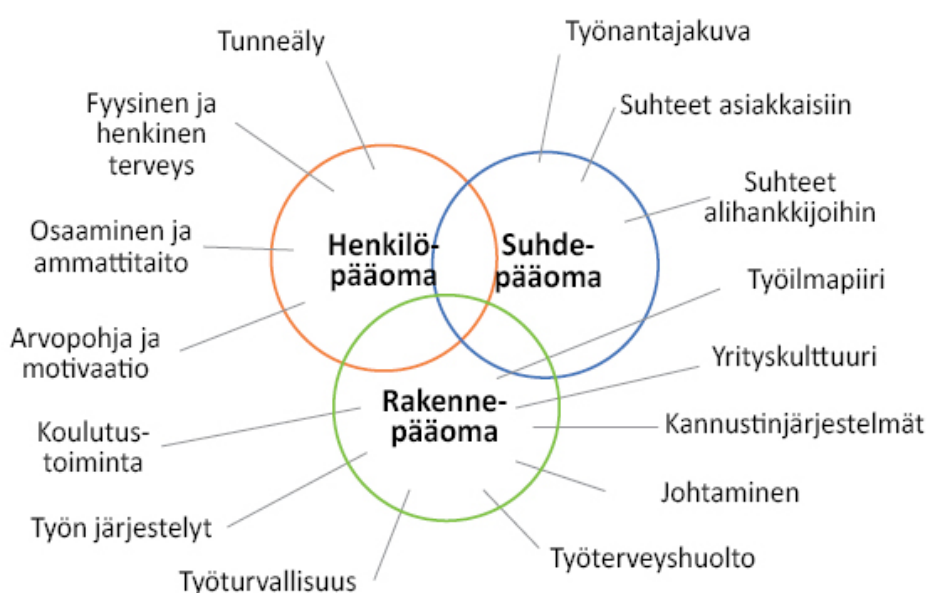 Tunneäly
Työnantajakuva
Fyysinen ja
henkinen
terveys
Suhteet asiakkaisiin
Suhteet
alihankkijoihin
Osaaminen ja
ammattitaito
Henkilö-
pääoma
Suhde-
pääoma
Työilmapiiri
Arvopohja ja
motivaatio
Yrityskulttuuri
Rakenne-
pääoma
Kannustinjärjestelmät
Koulutus-
toiminta
Johtaminen
Työn järjestelyt
Työterveyshuolto
Työturvallisuus